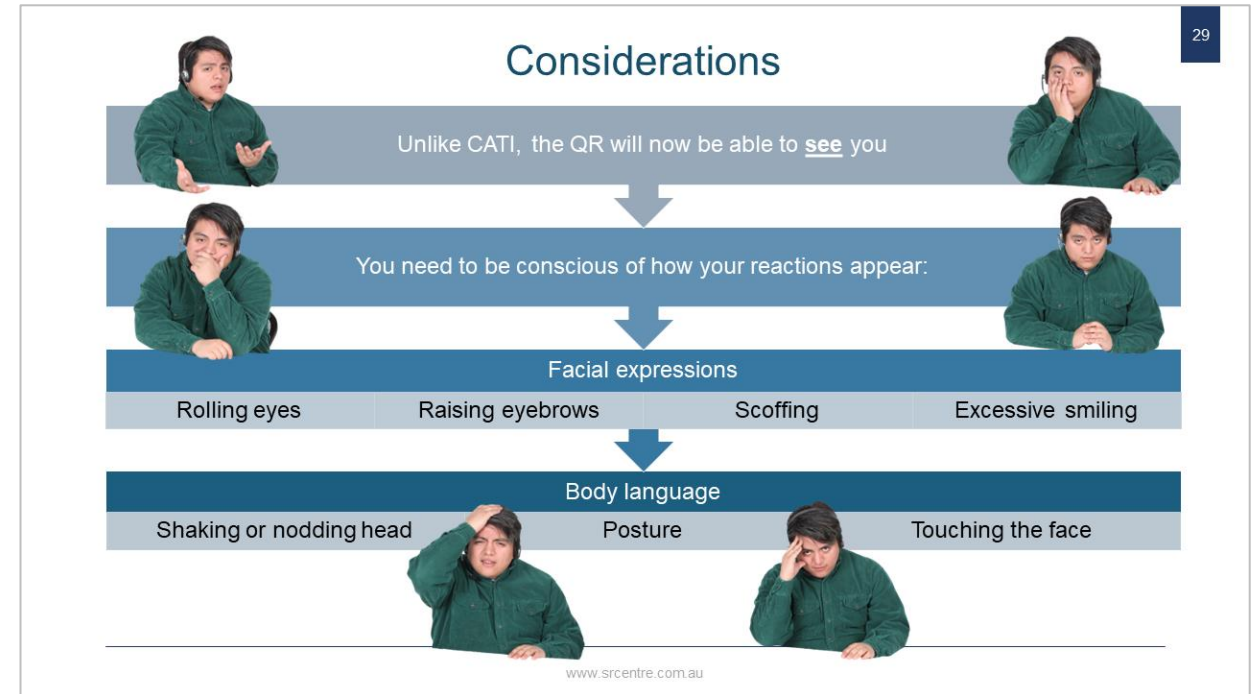 29
Considerations
Unlike CATI, the QR will now be able to see you
You need to be conscious of how your reactions appear:
Facial expressions
Rolling eyes Raising eyebrows Scoffing Excessive smiling
Body language
Shaking or nodding head Posture Touching the face
www.srcentre.com.au